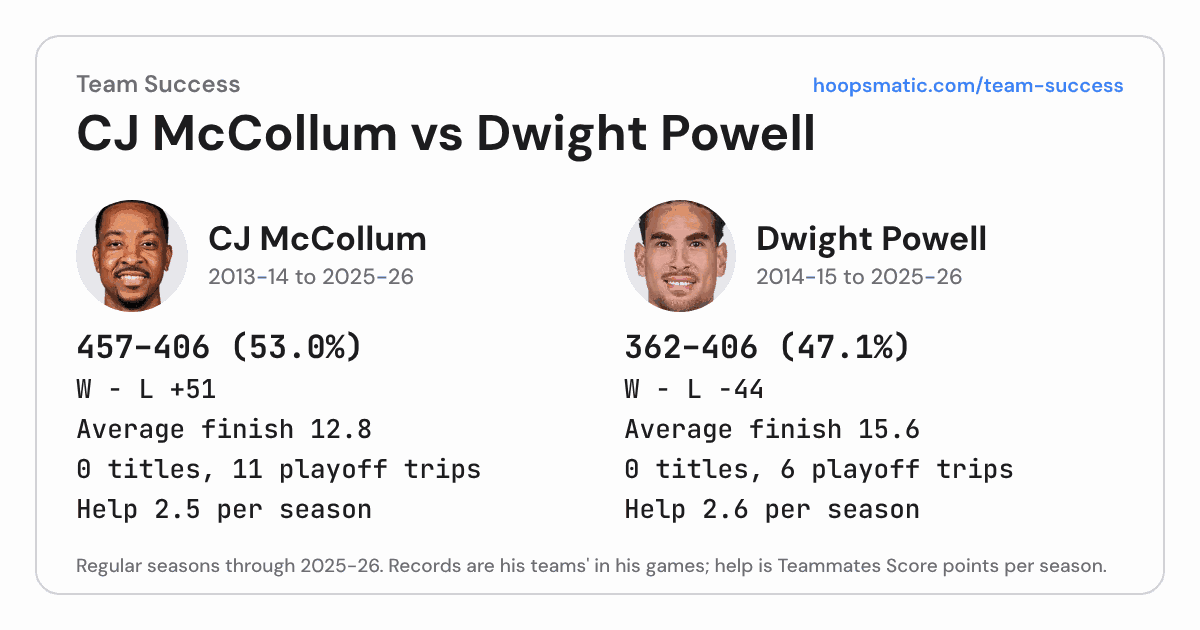 Team Success
hoopsmatic.com/team-success
CJ McCollum vs Dwight Powell
CJ McCollum
2013-14 to 2025-26
457-406 (53.0%)
W - L +51
Average finish 12.8
0 titles, 11 playoff trips
Help 2.5 per season
Dwight Powell
2014-15 to 2025-26
362-406 (47.1%)
W - L -44
Average finish 15.6
0 titles, 6 playoff trips
Help 2.6 per season
Regular seasons through 2025-26. Records are his teams' in his games; help is Teammates Score points per season.